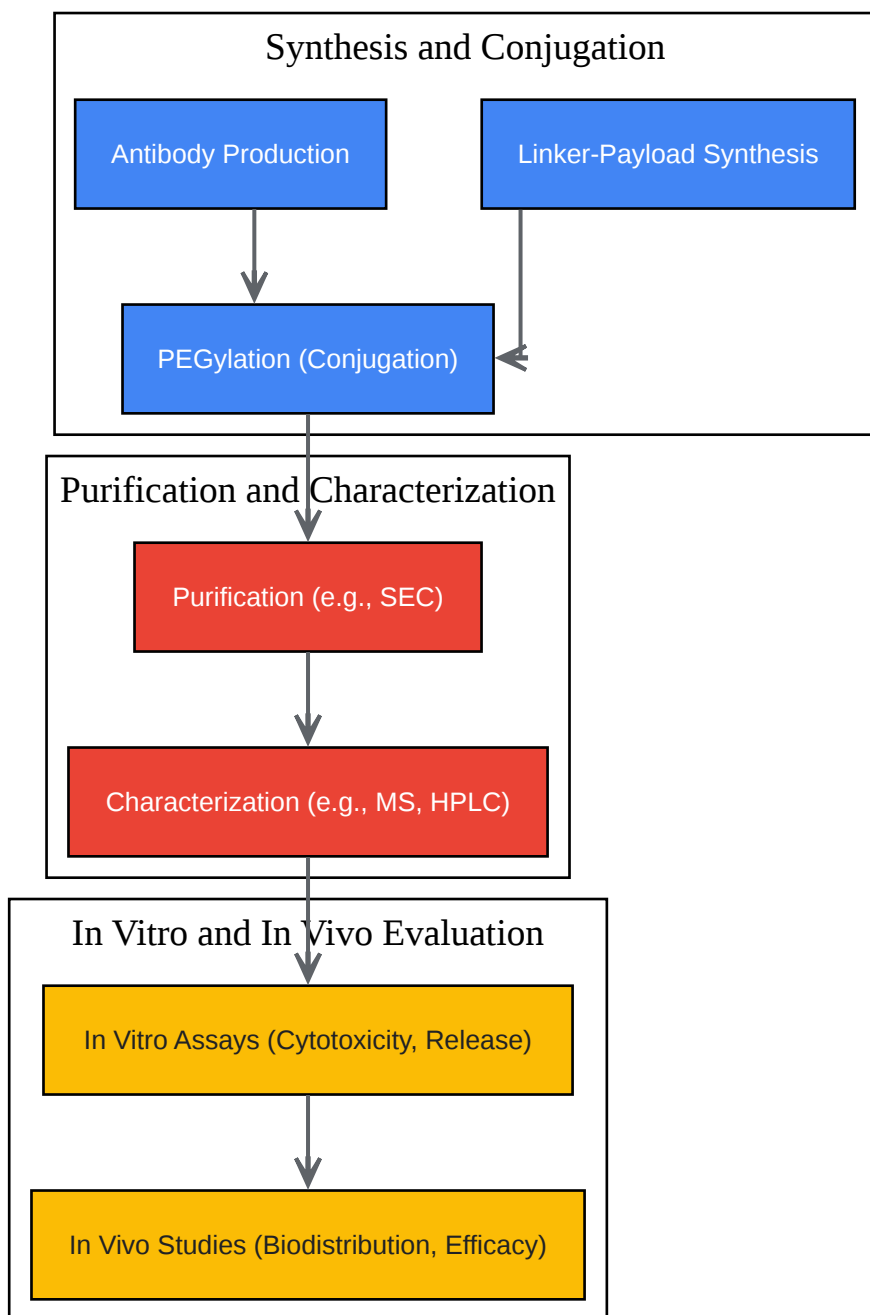 Synthesis and Conjugation
Antibody Production
Linker-Payload Synthesis
PEGylation (Conjugation)
Purification and Characterization
Purification (e.g., SEC)
Characterization (e.g., MS, HPLC)
In Vitro and In Vivo Evaluation
In Vitro Assays (Cytotoxicity, Release)
In Vivo Studies (Biodistribution, Efficacy)